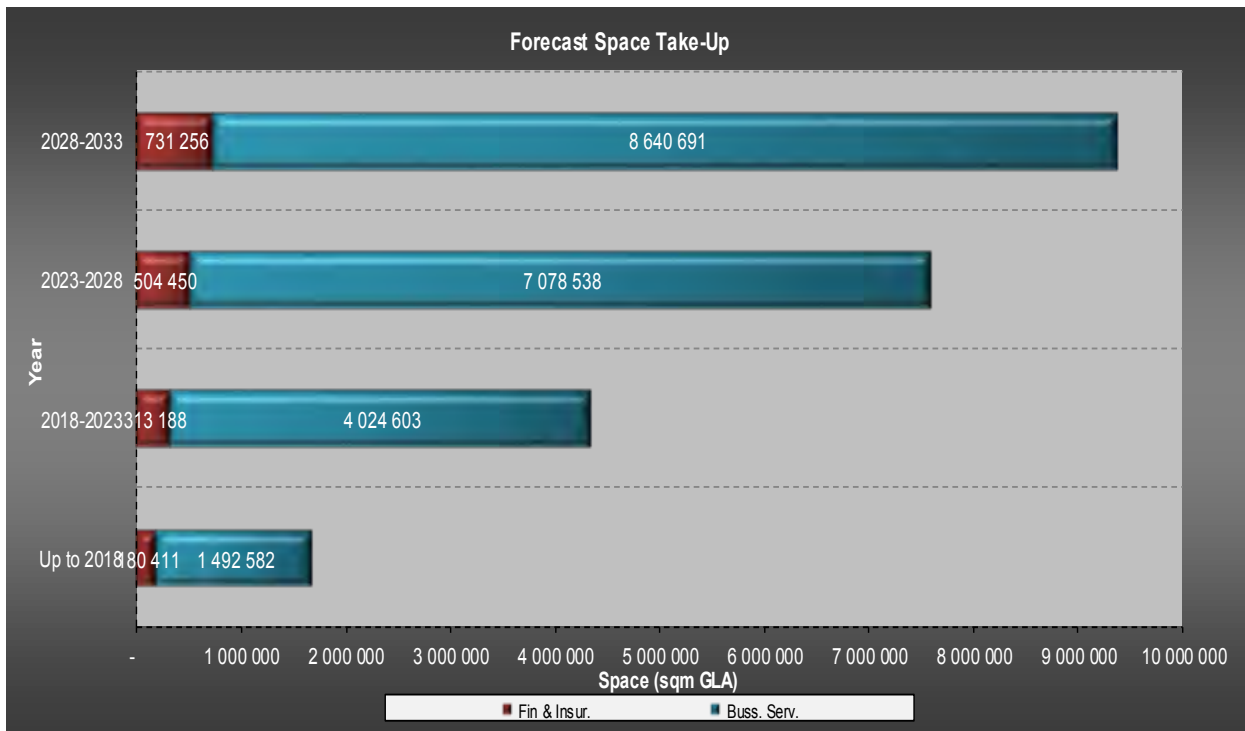 Forecast Space Take-Up
2028-2033 731 256 8 640 691
2023-2028 504 450 7 078 538
2018-2023 313 188 4 024 603
Up to 2018 180 411 1 492 582
Year
- 1 000 000 2 000 000 3 000 000 4 000 000 5 000 000 6 000 000 7 000 000 8 000 000 9 000 000 10 000 000
Space (sqm GLA)
Fin & Insur. Buss. Serv.